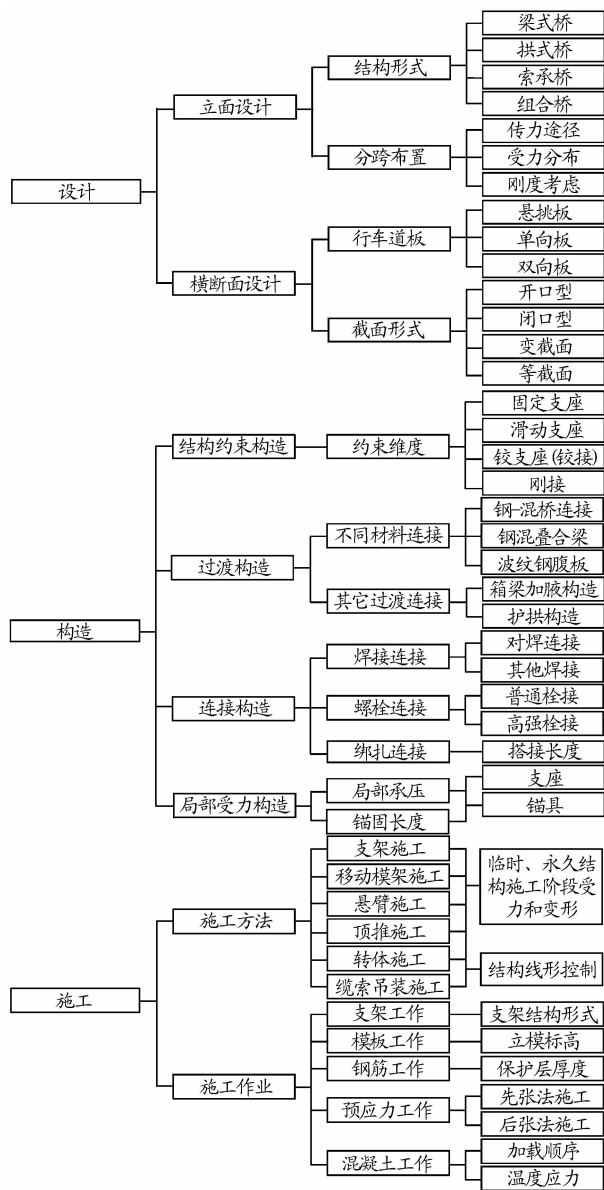 设计
立面设计
结构形式
梁式桥
拱式桥
索承桥
组合桥
分跨布置
传力途径
受力分布
刚度考虑
横断面设计
行车道板
悬挑板
单向板
双向板
截面形式
开口型
闭口型
变截面
等截面
构造
结构约束构造
约束维度
固定支座
滑动支座
铰支座(铰接)
刚接
过渡构造
不同材料连接
钢-混桥连接
钢混叠合梁
波纹钢腹板
其它过渡连接
箱梁加腋构造
护拱构造
连接构造
焊接连接
对焊连接
其他焊接
螺栓连接
普通栓接
高强栓接
绑扎连接
搭接长度
局部受力构造
局部承压
锚固长度
支座
锚具
施工
施工方法
支架施工
移动模架施工
悬臂施工
顶推施工
转体施工
缆索吊装施工
临时、永久结
构施工阶段受
力和变形
结构线形控制
施工作业
支架工作
支架结构形式
模板工作
立模标高
钢筋工作
保护层厚度
预应力工作
先张法施工
后张法施工
混凝土工作
加载顺序
温度应力